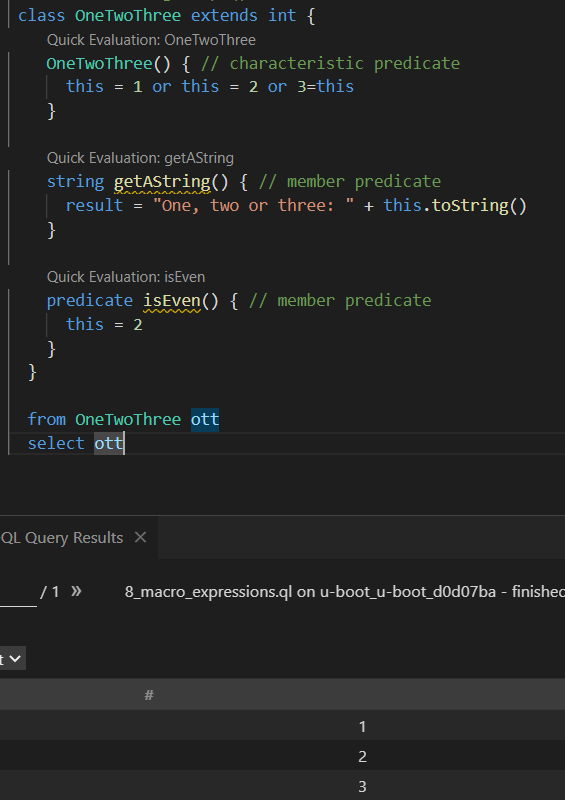 class OneTwoThree extends int {
Quick Evaluation: OneTwoThree
OneTwoThree() { // characteristic predicate
this = 1 or this = 2 or 3=this
}
Quick Evaluation: getAString
string getAString() { // member predicate
result = "One, two or three: " + this.toString()
}
Quick Evaluation: isEven
predicate isEven() { // member predicate
this = 2
}
}
from OneTwoThree ott
select ott
QL Query Results
/ 1 » 8_macro_expressions.ql on u-boot_u-boot_d0d07ba - finished
#
1
2
3